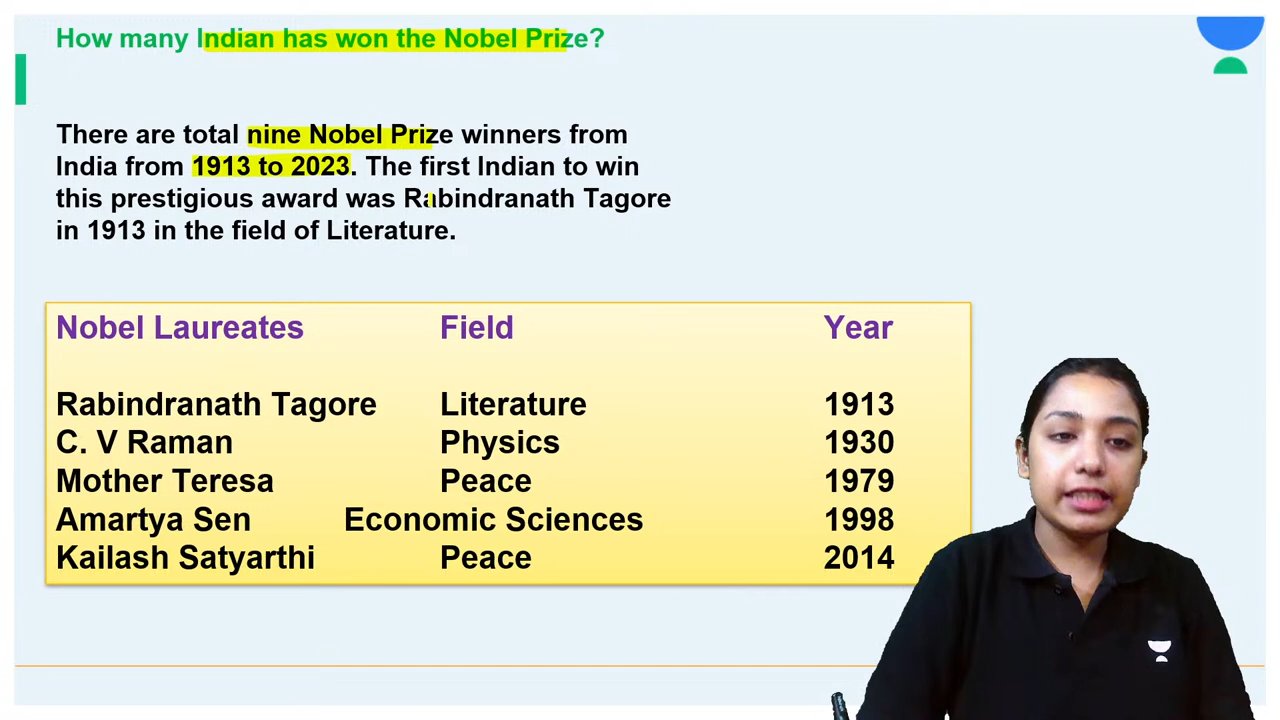 How many Indian has won the Nobel Prize?
There are total nine Nobel Prize winners from
India from 1913 to 2023. The first Indian to win
this prestigious award was Rabindranath Tagore
in 1913 in the field of Literature.
Nobel Laureates Field Year
Rabindranath Tagore Literature 1913
C. V Raman Physics 1930
Mother Teresa Peace 1979
Amartya Sen Economic Sciences 1998
Kailash Satyarthi Peace 2014